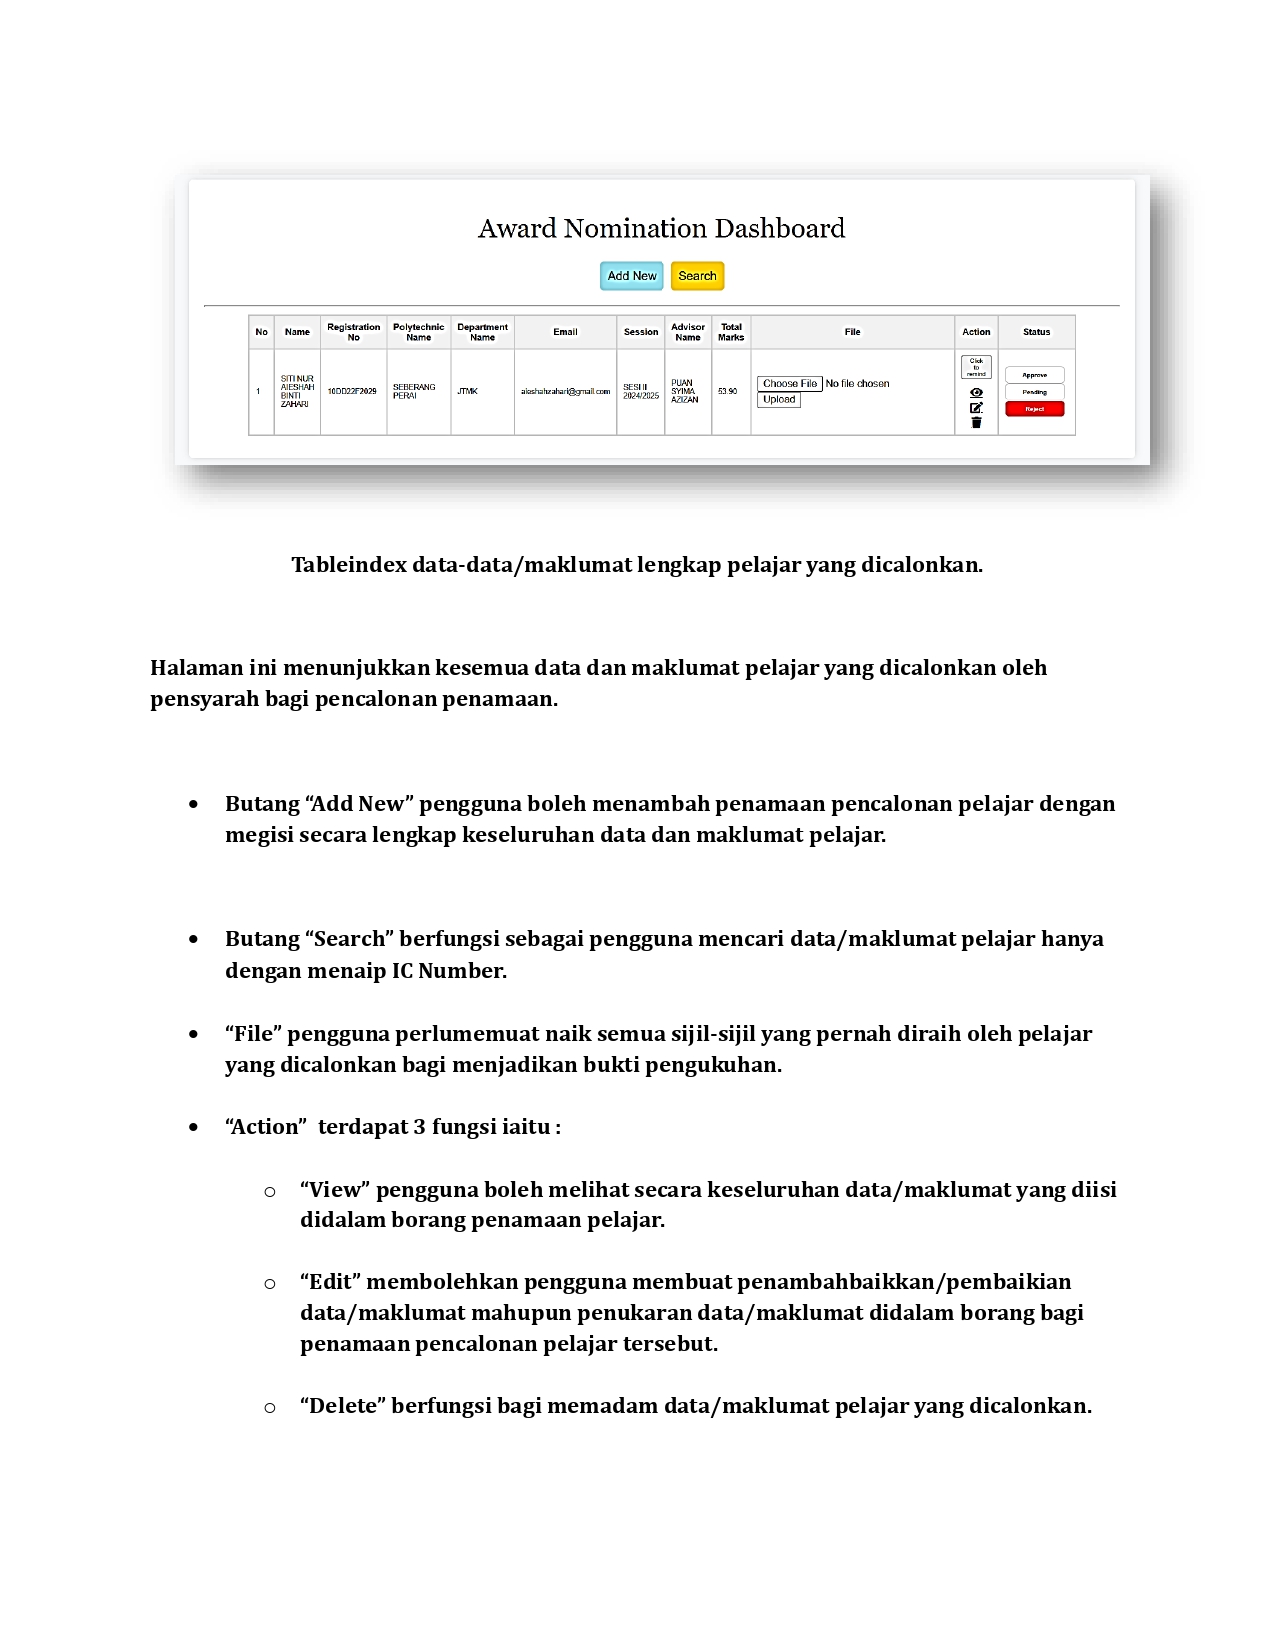 Award Nomination Dashboard
Add New Search
No Name Registration No Polytechnic Name Department Name Email Session Advisor Name Total Marks File Action Status
1 SITI NUR AIESHAH BINTI ZAHARI 10DD22F2029 SEBERANG PERAI JTMK aieshahzahari@gmail.com SESI II 2024/2025 PUAN SYIMA AZIZAN 53.90 Choose File No file chosen Upload Click to remind Approve Pending Reject
Tableindex data-data/maklumat lengkap pelajar yang dicalonkan.
Halaman ini menunjukkan kesemua data dan maklumat pelajar yang dicalonkan oleh
pensyarah bagi pencalonan penamaan.
• Butang “Add New” pengguna boleh menambah penamaan pencalonan pelajar dengan
megisi secara lengkap keseluruhan data dan maklumat pelajar.
• Butang “Search” berfungsi sebagai pengguna mencari data/maklumat pelajar hanya
dengan menaip IC Number.
• “File” pengguna perlumemuat naik semua sijil-sijil yang pernah diraih oleh pelajar
yang dicalonkan bagi menjadikan bukti pengukuhan.
• “Action” terdapat 3 fungsi iaitu :
o “View” pengguna boleh melihat secara keseluruhan data/maklumat yang diisi
didalam borang penamaan pelajar.
o “Edit” membolehkan pengguna membuat penambahbaikkan/pembaikian
data/maklumat mahupun penukaran data/maklumat didalam borang bagi
penamaan pencalonan pelajar tersebut.
o “Delete” berfungsi bagi memadam data/maklumat pelajar yang dicalonkan.